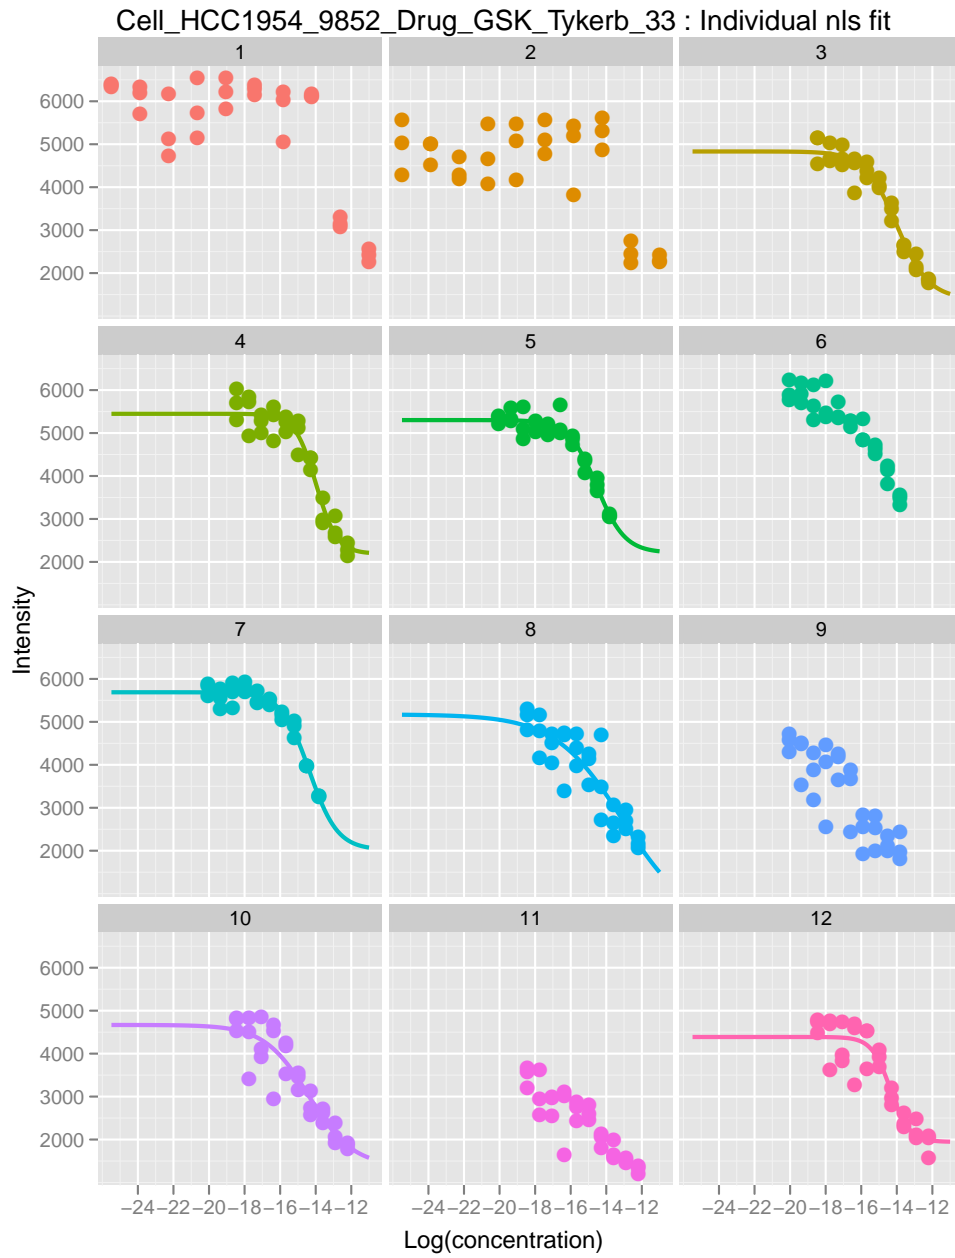 Cell_HCC1954_9852_Drug_GSK_Tykerb_33 : Individual nls fit
1 2 3
6000
5000
4000
3000
2000
4 5 6
6000
5000
4000
3000
2000
Intensity
7 8 9
6000
5000
4000
3000
2000
10 11 12
6000
5000
4000
3000
2000
−24 −22 −20 −18 −16 −14 −12 −24 −22 −20 −18 −16 −14 −12 −24 −22 −20 −18 −16 −14 −12
Log(concentration)